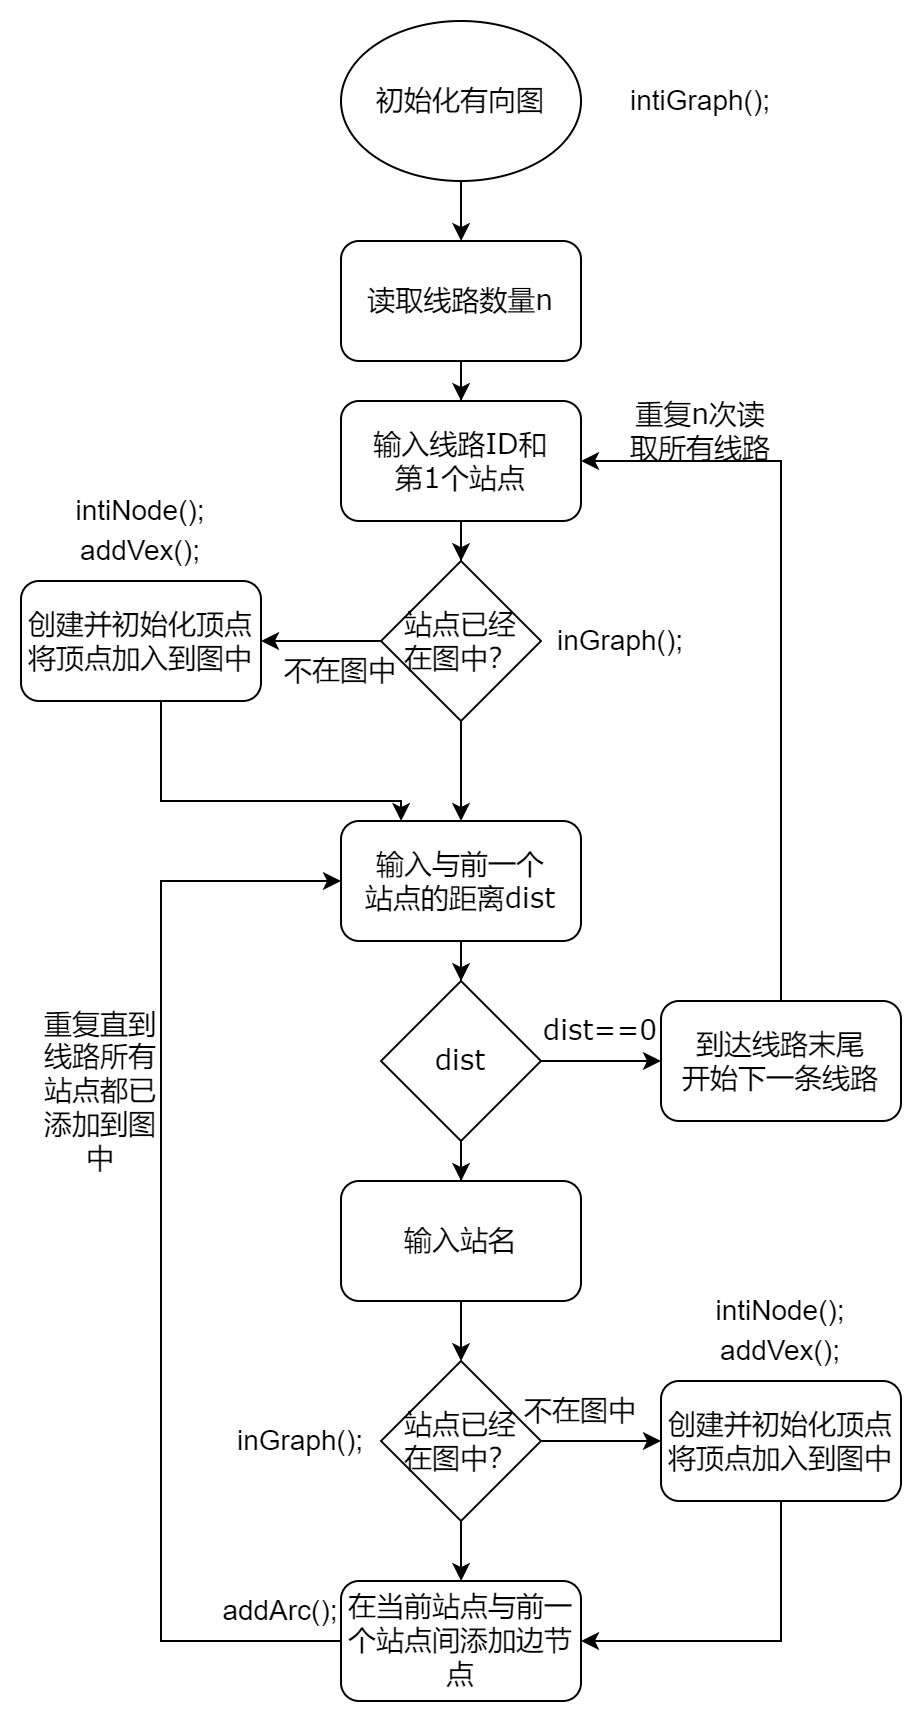 初始化有向图
intiGraph();
读取线路数量n
重复n次读
取所有线路
输入线路ID和
第1个站点
intiNode();
addVex();
创建并初始化顶点
将顶点加入到图中
不在图中
站点已经
在图中?
inGraph();
输入与前一个
站点的距离dist
重复直到
线路所有
站点都已
添加到图
中
dist
dist==0
到达线路末尾
开始下一条线路
输入站名
intiNode();
addVex();
inGraph();
站点已经
在图中?
不在图中
创建并初始化顶点
将顶点加入到图中
addArc();
在当前站点与前一
个站点间添加边节
点